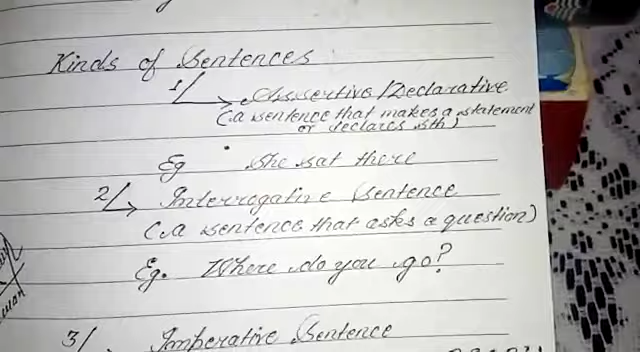 Kinds of Sentences
1/ Assertive/Declarative
(a sentence that makes a statement
or declares sth)
Eg She sat there
2/ Interrogative Sentence
(a sentence that asks a question)
Eg. Where do you go?
3/ Imperative Sentence